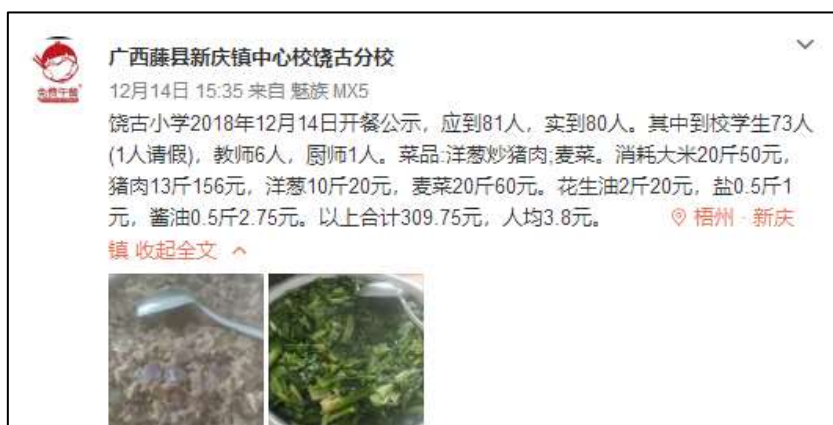 免费午餐
广西藤县新庆镇中心校饶古分校
12月14日 15:35 来自 魅族 MX5
饶古小学2018年12月14日开餐公示，应到81人，实到80人。其中到校学生73人
(1人请假)，教师6人，厨师1人。菜品:洋葱炒猪肉;麦菜。消耗大米20斤50元，
猪肉13斤156元，洋葱10斤20元，麦菜20斤60元。花生油2斤20元，盐0.5斤1
元，酱油0.5斤2.75元。以上合计309.75元，人均3.8元。 梧州 · 新庆
镇 收起全文